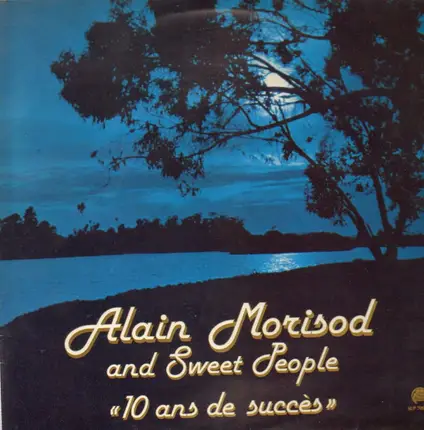 Alain Morisod
and Sweet People
«10 ans de succès»